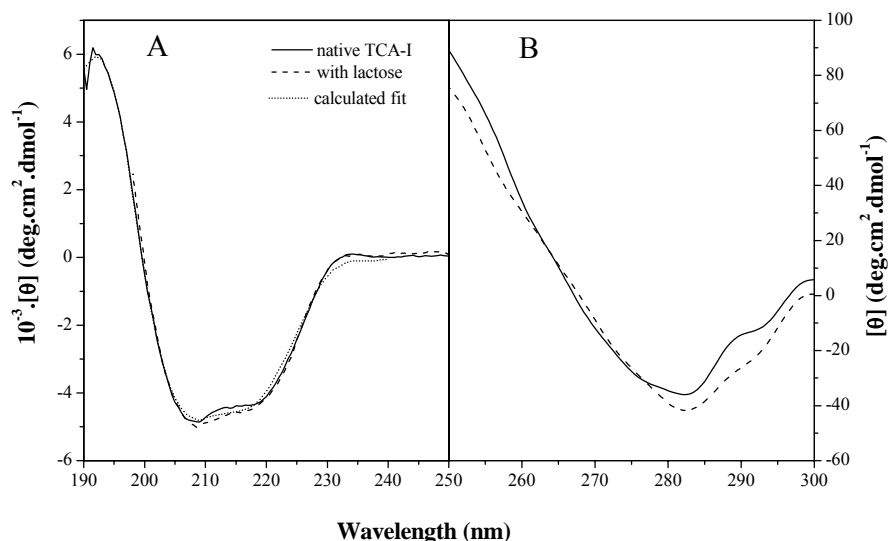 A
B
native TCA-I
with lactose
calculated fit
10⁻³.[θ] (deg.cm².dmol⁻¹)
6
4
2
0
-2
-4
-6
190 200 210 220 230 240 250 260 270 280 290 300
100
80
60
40
20
0
-20
-40
-60
[θ] (deg.cm².dmol⁻¹)
Wavelength (nm)